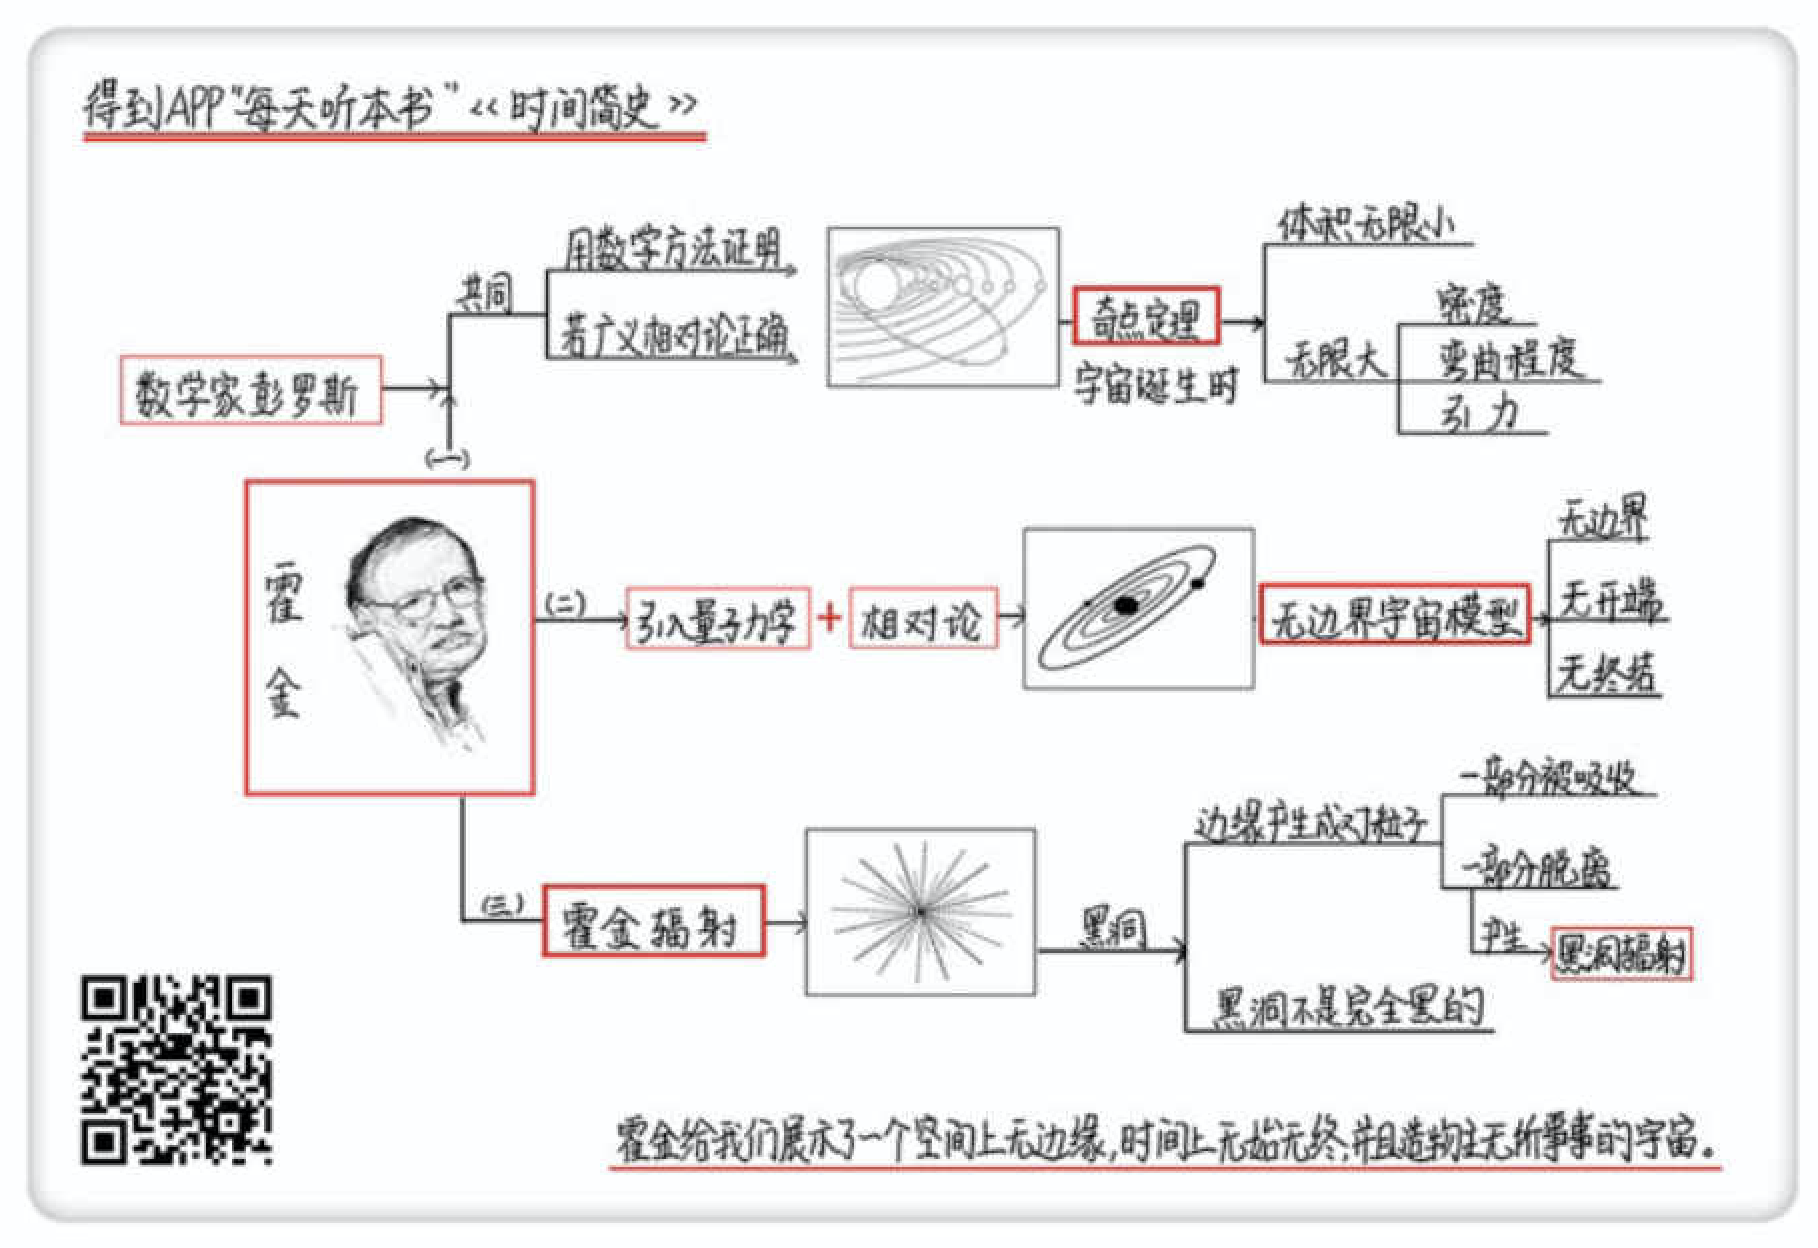 得到APP“每天听本书”《时间简史》
数学家彭罗斯
共同
用数学方法证明
若广义相对论正确
奇点定理
宇宙诞生时
体积无限小
无限大
密度
弯曲程度
引力
(一)
霍金
(二)
引入量子力学
+
相对论
无边界宇宙模型
无边界
无开端
无终结
(三)
霍金辐射
黑洞
边缘产生成对粒子
一部分被吸收
一部分脱离
产生
黑洞辐射
黑洞不是完全黑的
霍金给我们展示了一个空间上无边缘,时间上无始无终,并且造物主无所事事的宇宙。